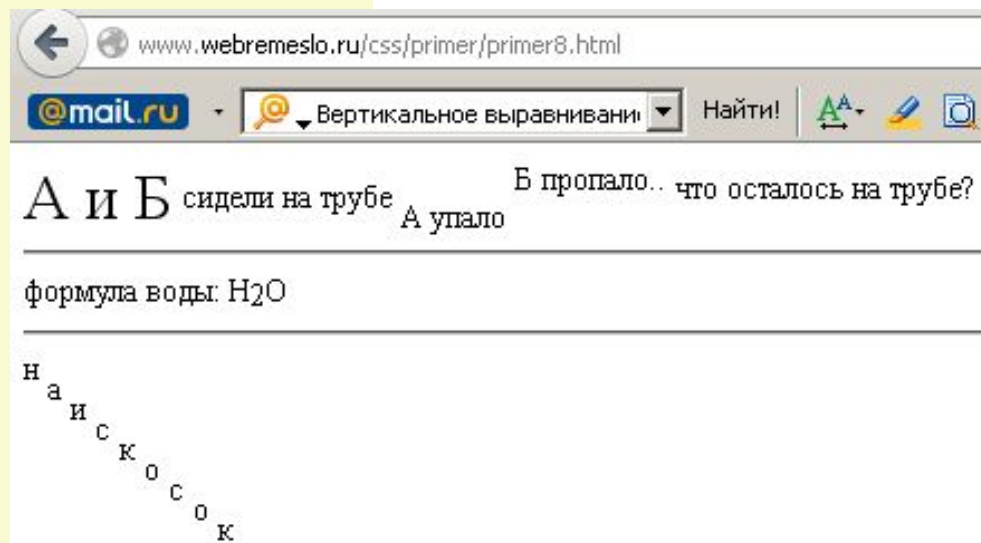 www.webremeslo.ru/css/primer/primer8.html
@mail.ru Вертикальное выравнивани Найти!
А и Б сидели на трубе А упало Б пропало.. что осталось на трубе?
формула воды: H2O
н
а
и
с
к
о
с
о
к